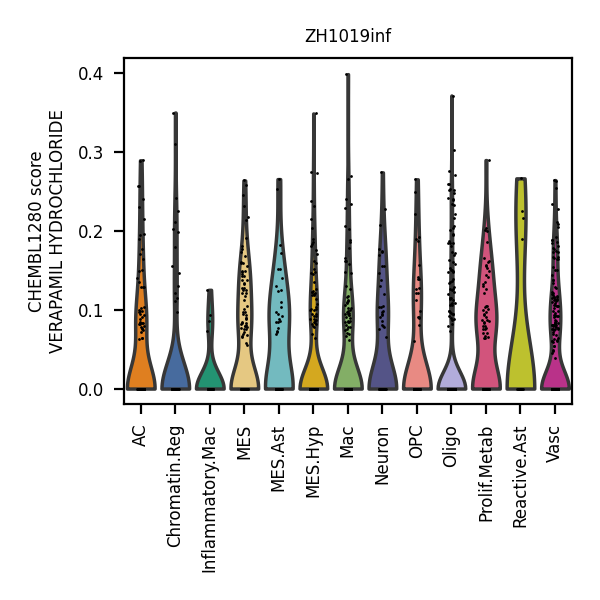 ZH1019inf
CHEMBL1280 score
VERAPAMIL HYDROCHLORIDE
0.4
0.3
0.2
0.1
0.0
AC
Chromatin.Reg
Inflammatory.Mac
MES
MES.Ast
MES.Hyp
Mac
Neuron
OPC
Oligo
Prolif.Metab
Reactive.Ast
Vasc